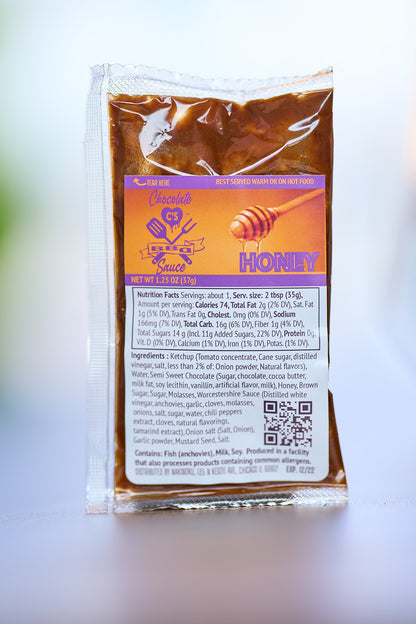 TEAR HERE
BEST SERVED WARM OR ON HOT FOOD
Chocolate
C'S
BBQ
Sauce
HONEY
NET WT 1.25 OZ (37g)
Nutrition Facts Servings: about 1, Serv. size: 2 tbsp (35g),
Amount per serving: Calories 74, Total Fat 2g (2% DV), Sat. Fat
1g (5% DV), Trans Fat 0g, Cholest. 0mg (0% DV), Sodium
166mg (7% DV), Total Carb. 16g (6% DV), Fiber 1g (4% DV),
Total Sugars 14 g (Incl. 11g Added Sugars, 22% DV), Protein 0g,
Vit. D (0% DV), Calcium (1% DV), Iron (1% DV), Potas. (1% DV).
Ingredients : Ketchup (Tomato concentrate, Cane sugar, distilled
vinegar, salt, less than 2% of: Onion powder, Natural flavors),
Water, Semi Sweet Chocolate (Sugar, chocolate, cocoa butter,
milk fat, soy lecithin, vanillin, artificial flavor, milk), Honey, Brown
Sugar, Sugar, Molasses, Worcestershire Sauce (Distilled white
vinegar, anchovies, garlic, cloves, molasses,
onions, salt, sugar, water, chili peppers
extract, cloves, natural flavorings,
tamarind extract), Onion salt (Salt, Onion),
Garlic powder, Mustard Seed, Salt.
Contains: Fish (anchovies), Milk, Soy. Produced in a facility
that also processes products containing common allergens.
DISTRIBUTED BY NAKINOKO, 135 N KEDZIE AVE, CHICAGO IL 60612
EXP. 12/22